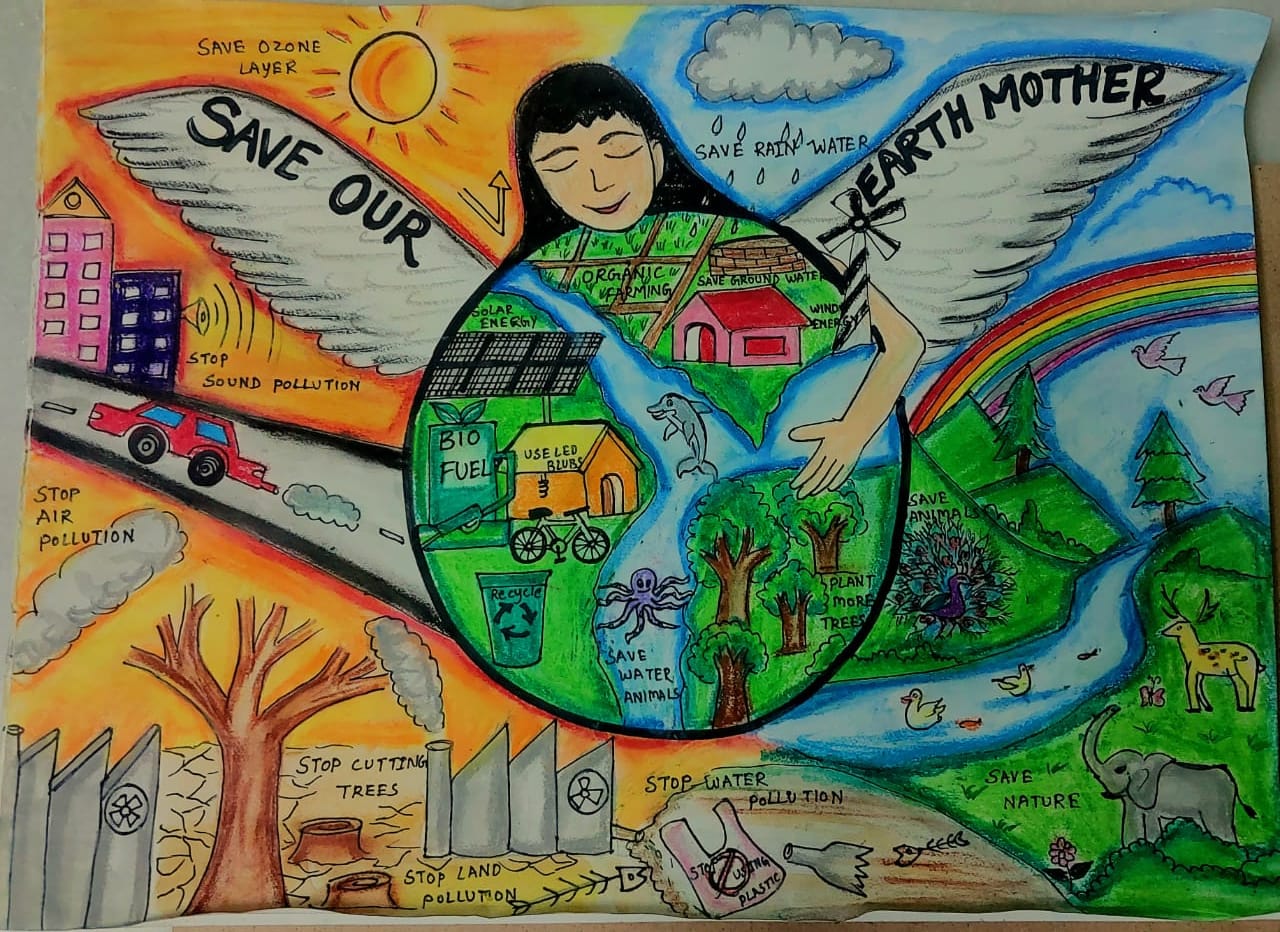 SAVE OZONE
LAYER
SAVE OUR
EARTH MOTHER
SAVE RAIN WATER
ORGANIC
FARMING
SAVE GROUND WATER
SOLAR
ENERGY
WIND
ENERGY
STOP
SOUND POLLUTION
BIO
FUEL
USE LED
BLUBS
STOP
AIR
POLLUTION
SAVE
ANIMALS
Recycle
PLANT
MORE
TREES
SAVE
WATER
ANIMALS
STOP CUTTING
TREES
STOP WATER
POLLUTION
SAVE
NATURE
STOP LAND
POLLUTION
STOP USING
PLASTIC